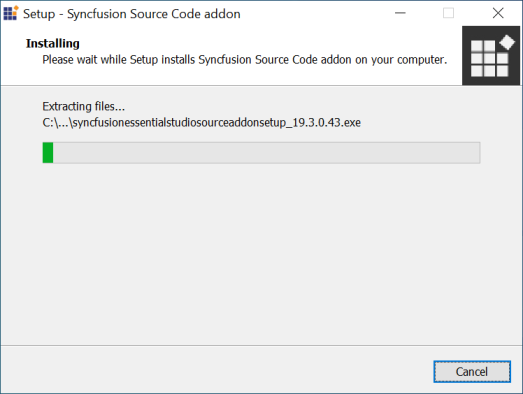 Setup - Syncfusion Source Code addon
Installing
Please wait while Setup installs Syncfusion Source Code addon on your computer.
Extracting files...
C:\...\syncfusionessentialstudiosourceaddonsetup_19.3.0.43.exe
Cancel